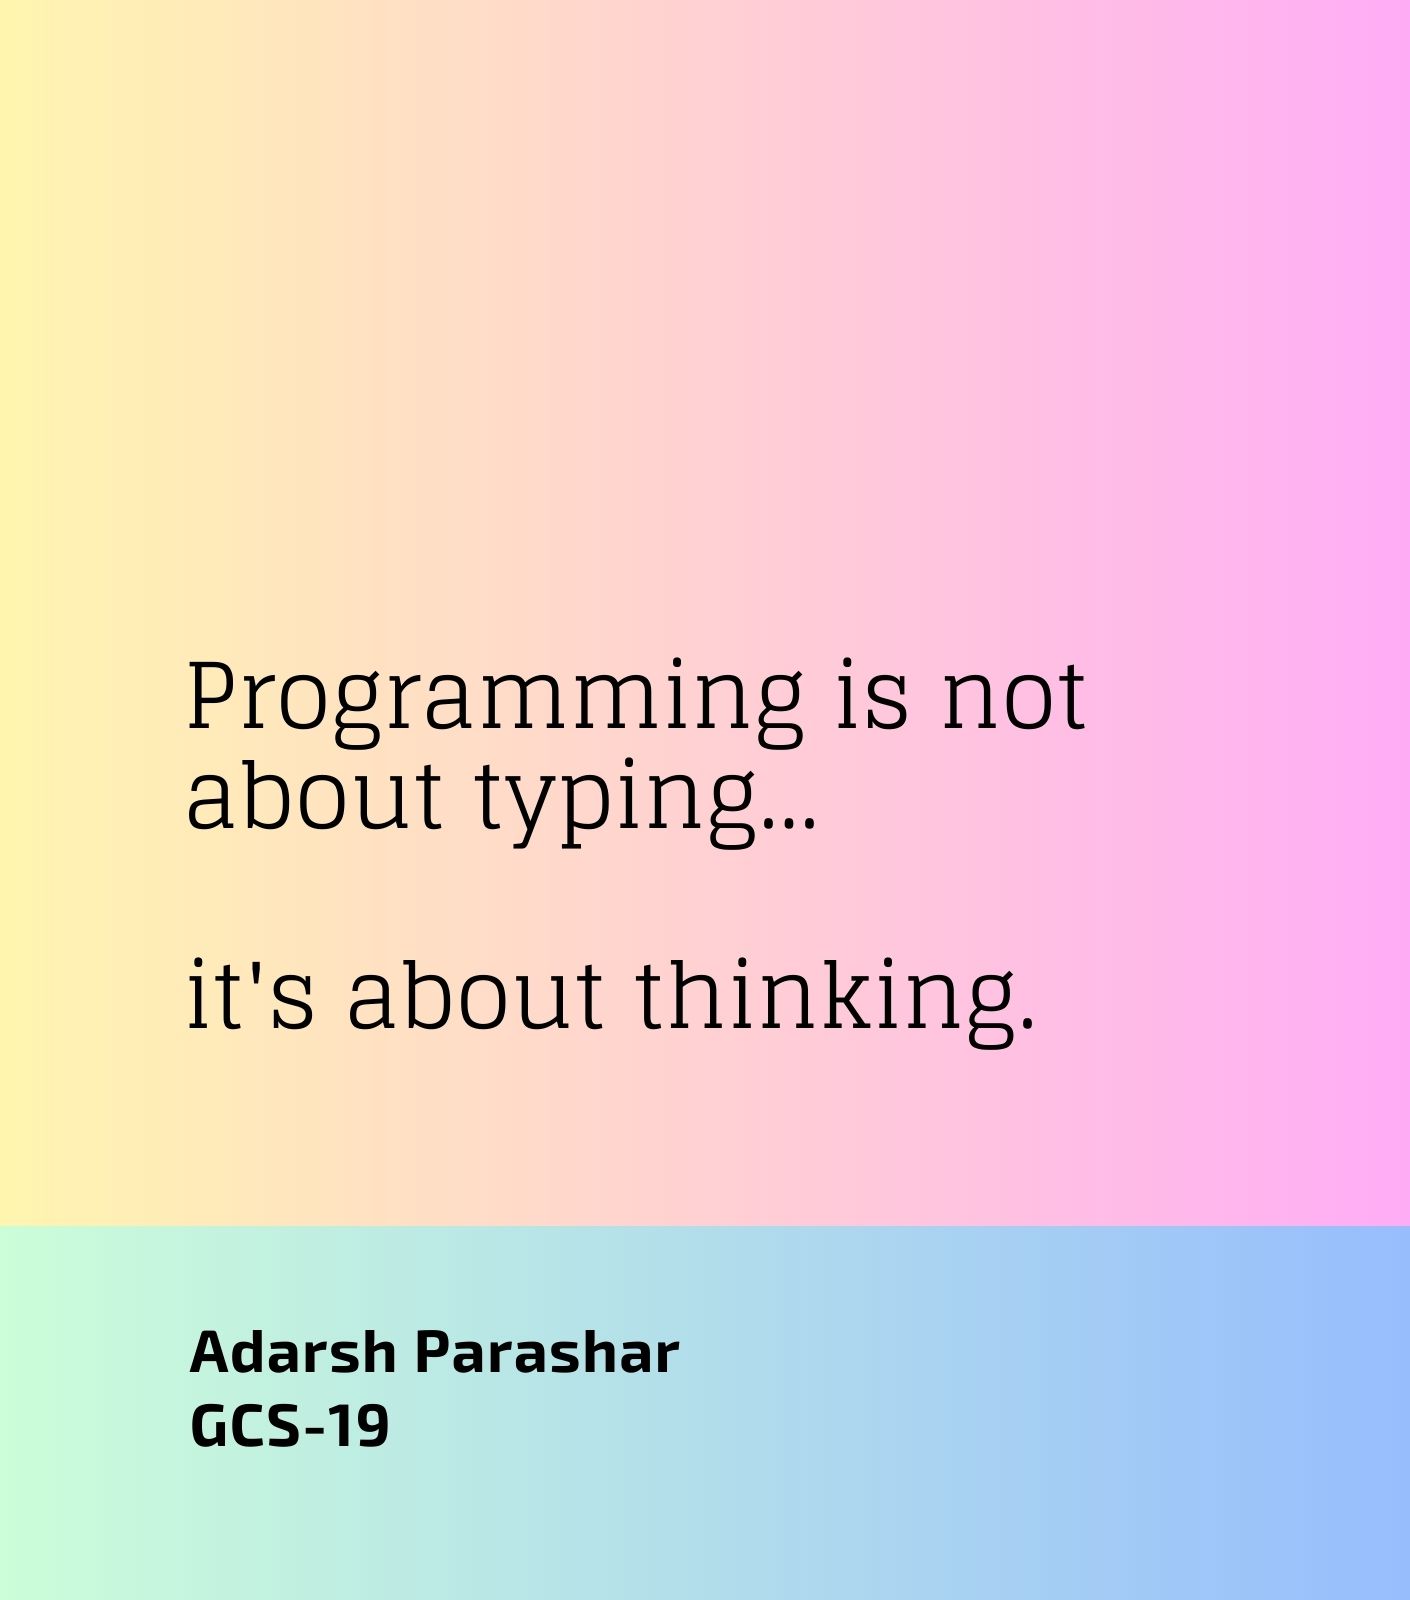 Programming is not
about typing...
it's about thinking.
Adarsh Parashar
GCS-19